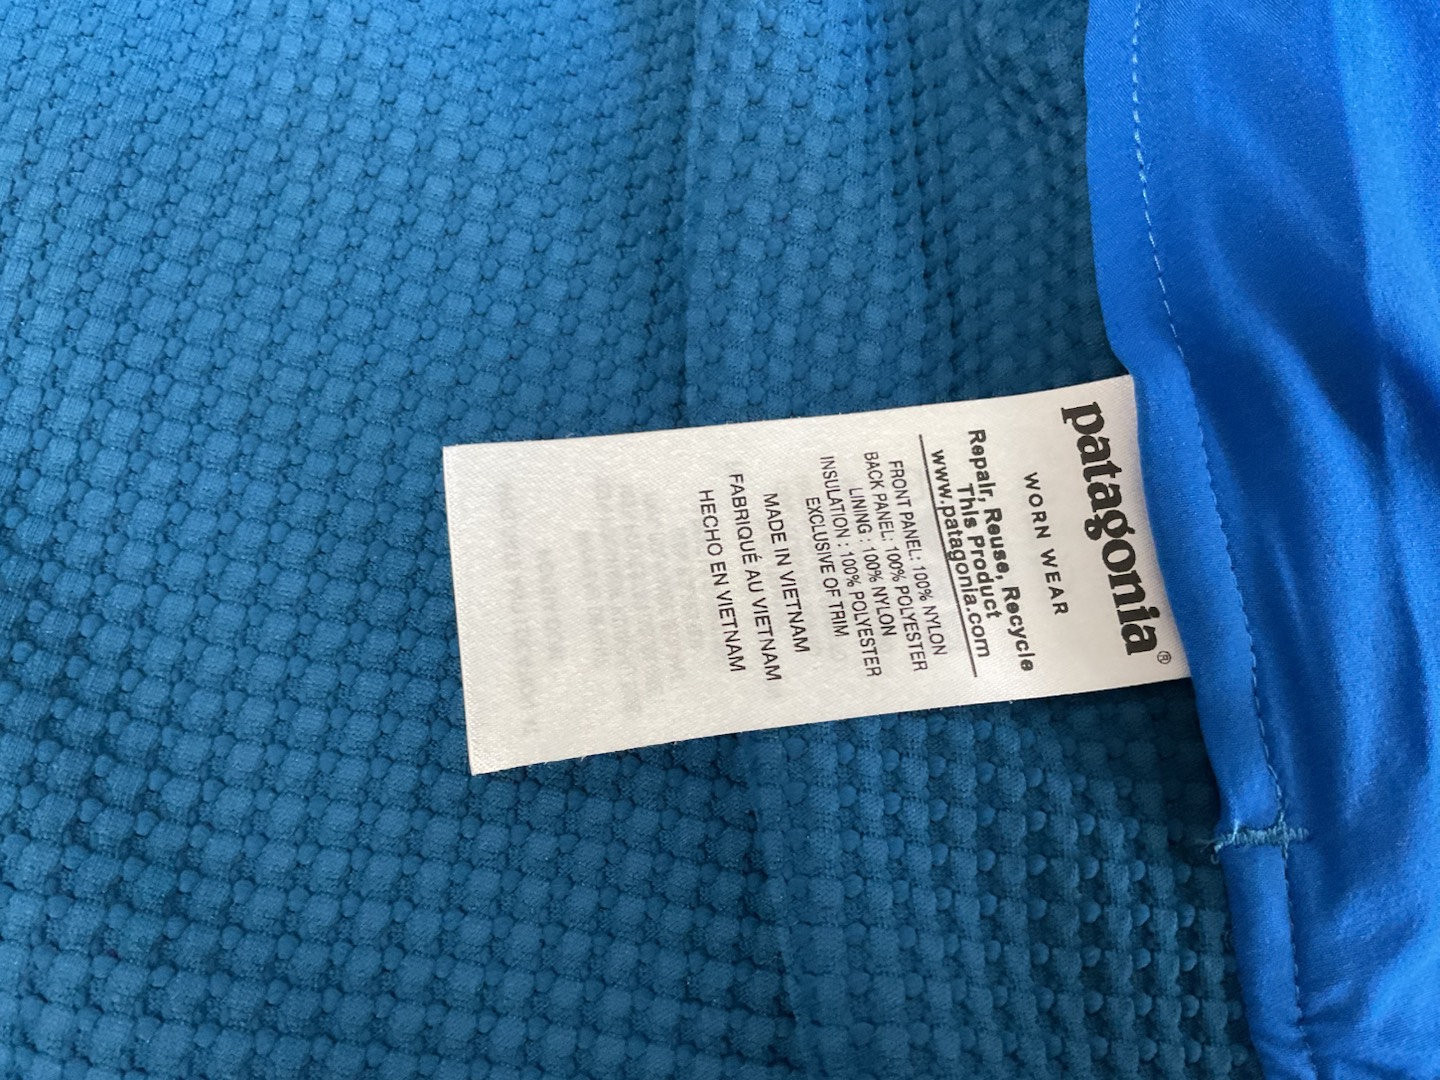 patagonia®
WORN WEAR
Repair, Reuse, Recycle
This Product
www.patagonia.com
FRONT PANEL: 100% NYLON
BACK PANEL: 100% POLYESTER
LINING : 100% NYLON
INSULATION : 100% POLYESTER
EXCLUSIVE OF TRIM
MADE IN VIETNAM
FABRIQUÉ AU VIETNAM
HECHO EN VIETNAM